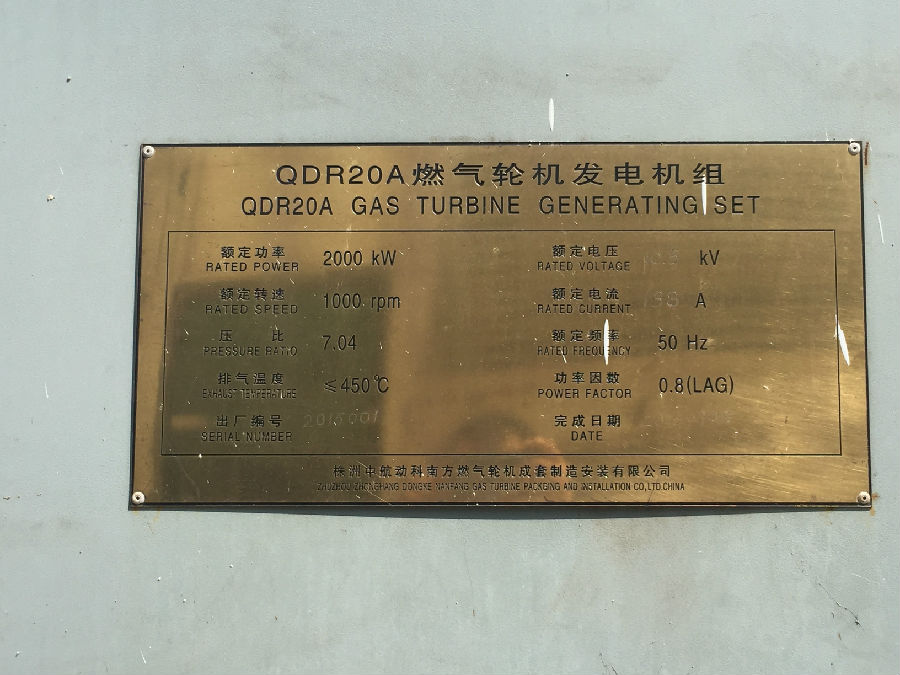 QDR20A燃气轮机发电机组
QDR20A GAS TURBINE GENERATING SET
额定功率 2000 kW 额定电压 kV
RATED POWER RATED VOLTAGE
额定转速 1000 rpm 额定电流 A
RATED SPEED RATED CURRENT
压 比 7.04 额定频率 50 Hz
PRESSURE RATIO RATED FREQUENCY
排气温度 ≤450℃ 功率因数 0.8(LAG)
EXHAUST TEMPERATURE POWER FACTOR
出厂编号 2015001 完成日期
SERIAL NUMBER DATE
株洲中航动科南方燃气轮机成套制造安装有限公司
ZHUZHOU ZHONGHANG DONGKE NANFANG GAS TURBINE PACKGING AND INSTALLATION CO,LTD.CHINA